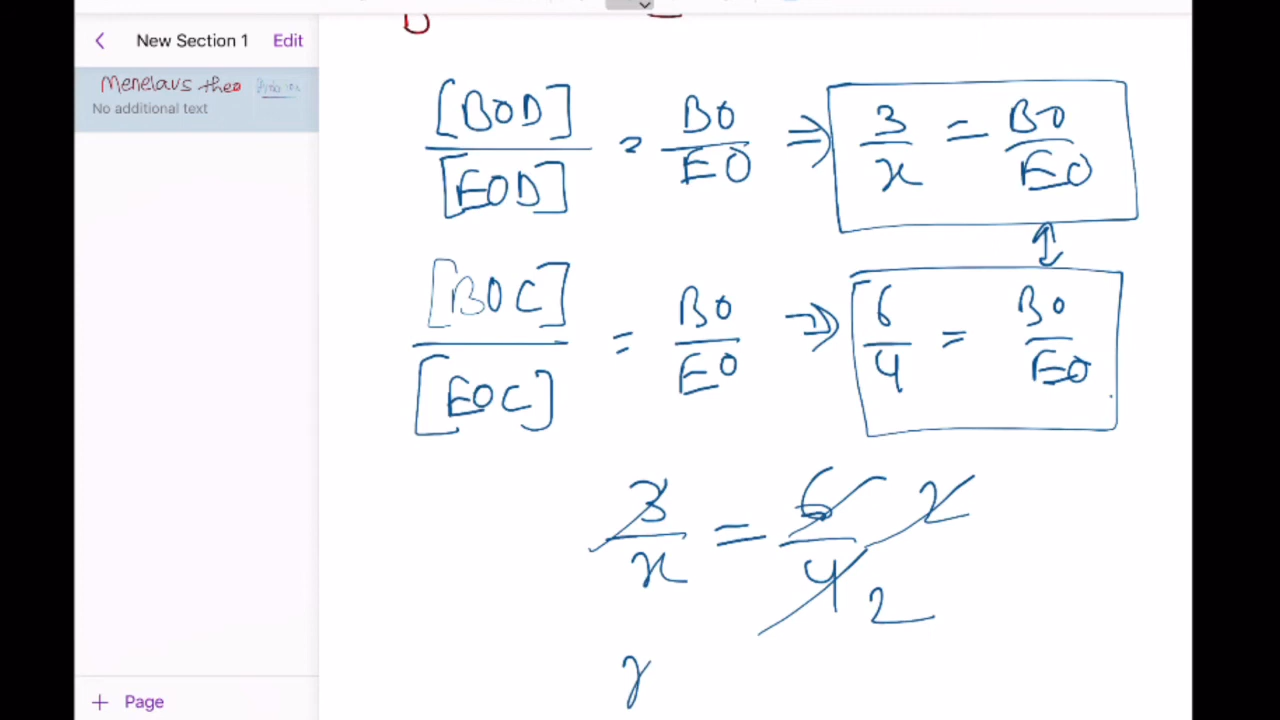 New Section 1 Edit
Menelaus theo
No additional text
[BOD] / [EOD] = BO / EO ⇒ 3 / x = BO / EO
↕
[BOC] / [EOC] = BO / EO ⇒ 6 / 4 = BO / EO
3 / x = 6 / 4 2
2
+ Page